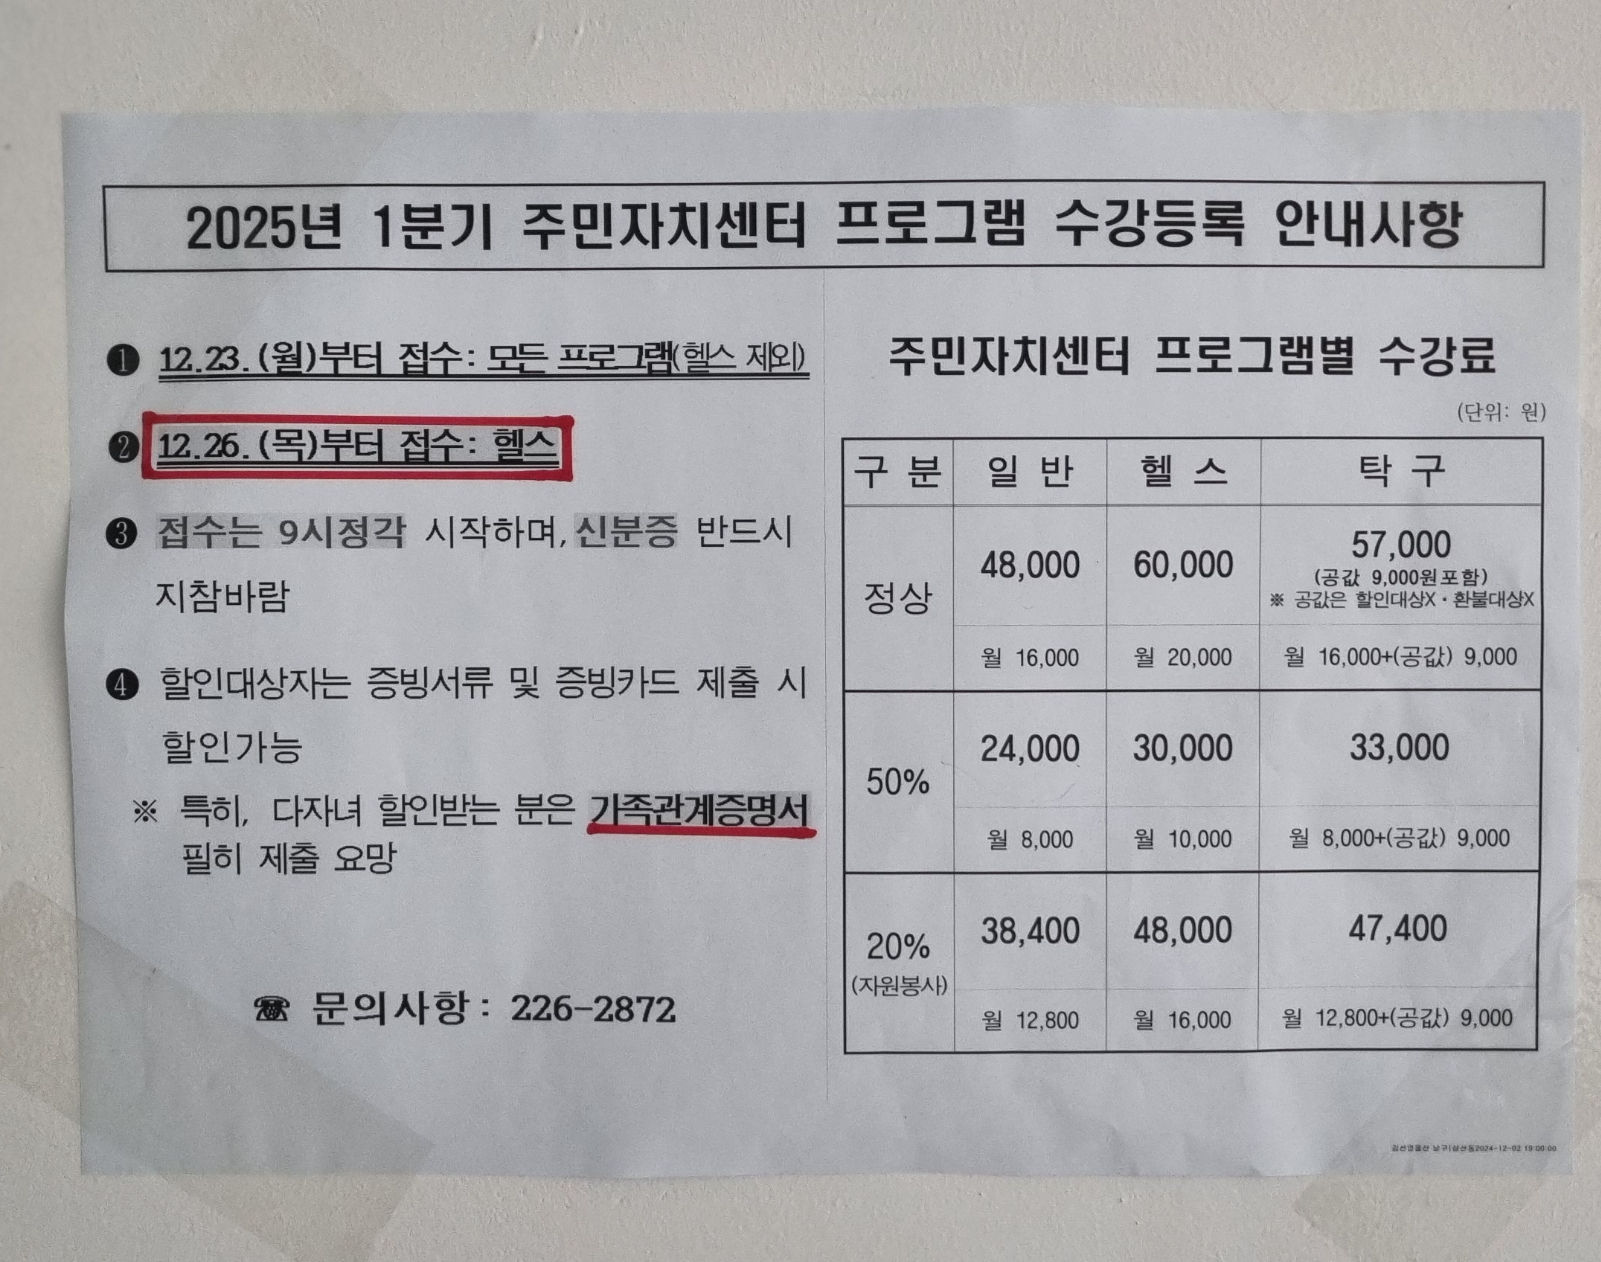 2025년 1분기 주민자치센터 프로그램 수강등록 안내사항
❶ 12.23.(월)부터 접수: 모든 프로그램(헬스 제외)
❷ 12.26.(목)부터 접수: 헬스
❸ 접수는 9시정각 시작하며, 신분증 반드시
지참바람
❹ 할인대상자는 증빙서류 및 증빙카드 제출 시
할인가능
※ 특히, 다자녀 할인받는 분은 가족관계증명서
필히 제출 요망
☎ 문의사항: 226-2872
주민자치센터 프로그램별 수강료
(단위: 원)
구 분 일 반 헬 스 탁 구
정상 48,000 60,000 57,000
(공값 9,000원포함)
※ 공값은 할인대상X·환불대상X
월 16,000 월 20,000 월 16,000+(공값) 9,000
50% 24,000 30,000 33,000
월 8,000 월 10,000 월 8,000+(공값) 9,000
20% 38,400 48,000 47,400
(자원봉사)
월 12,800 월 16,000 월 12,800+(공값) 9,000
2024-12-02